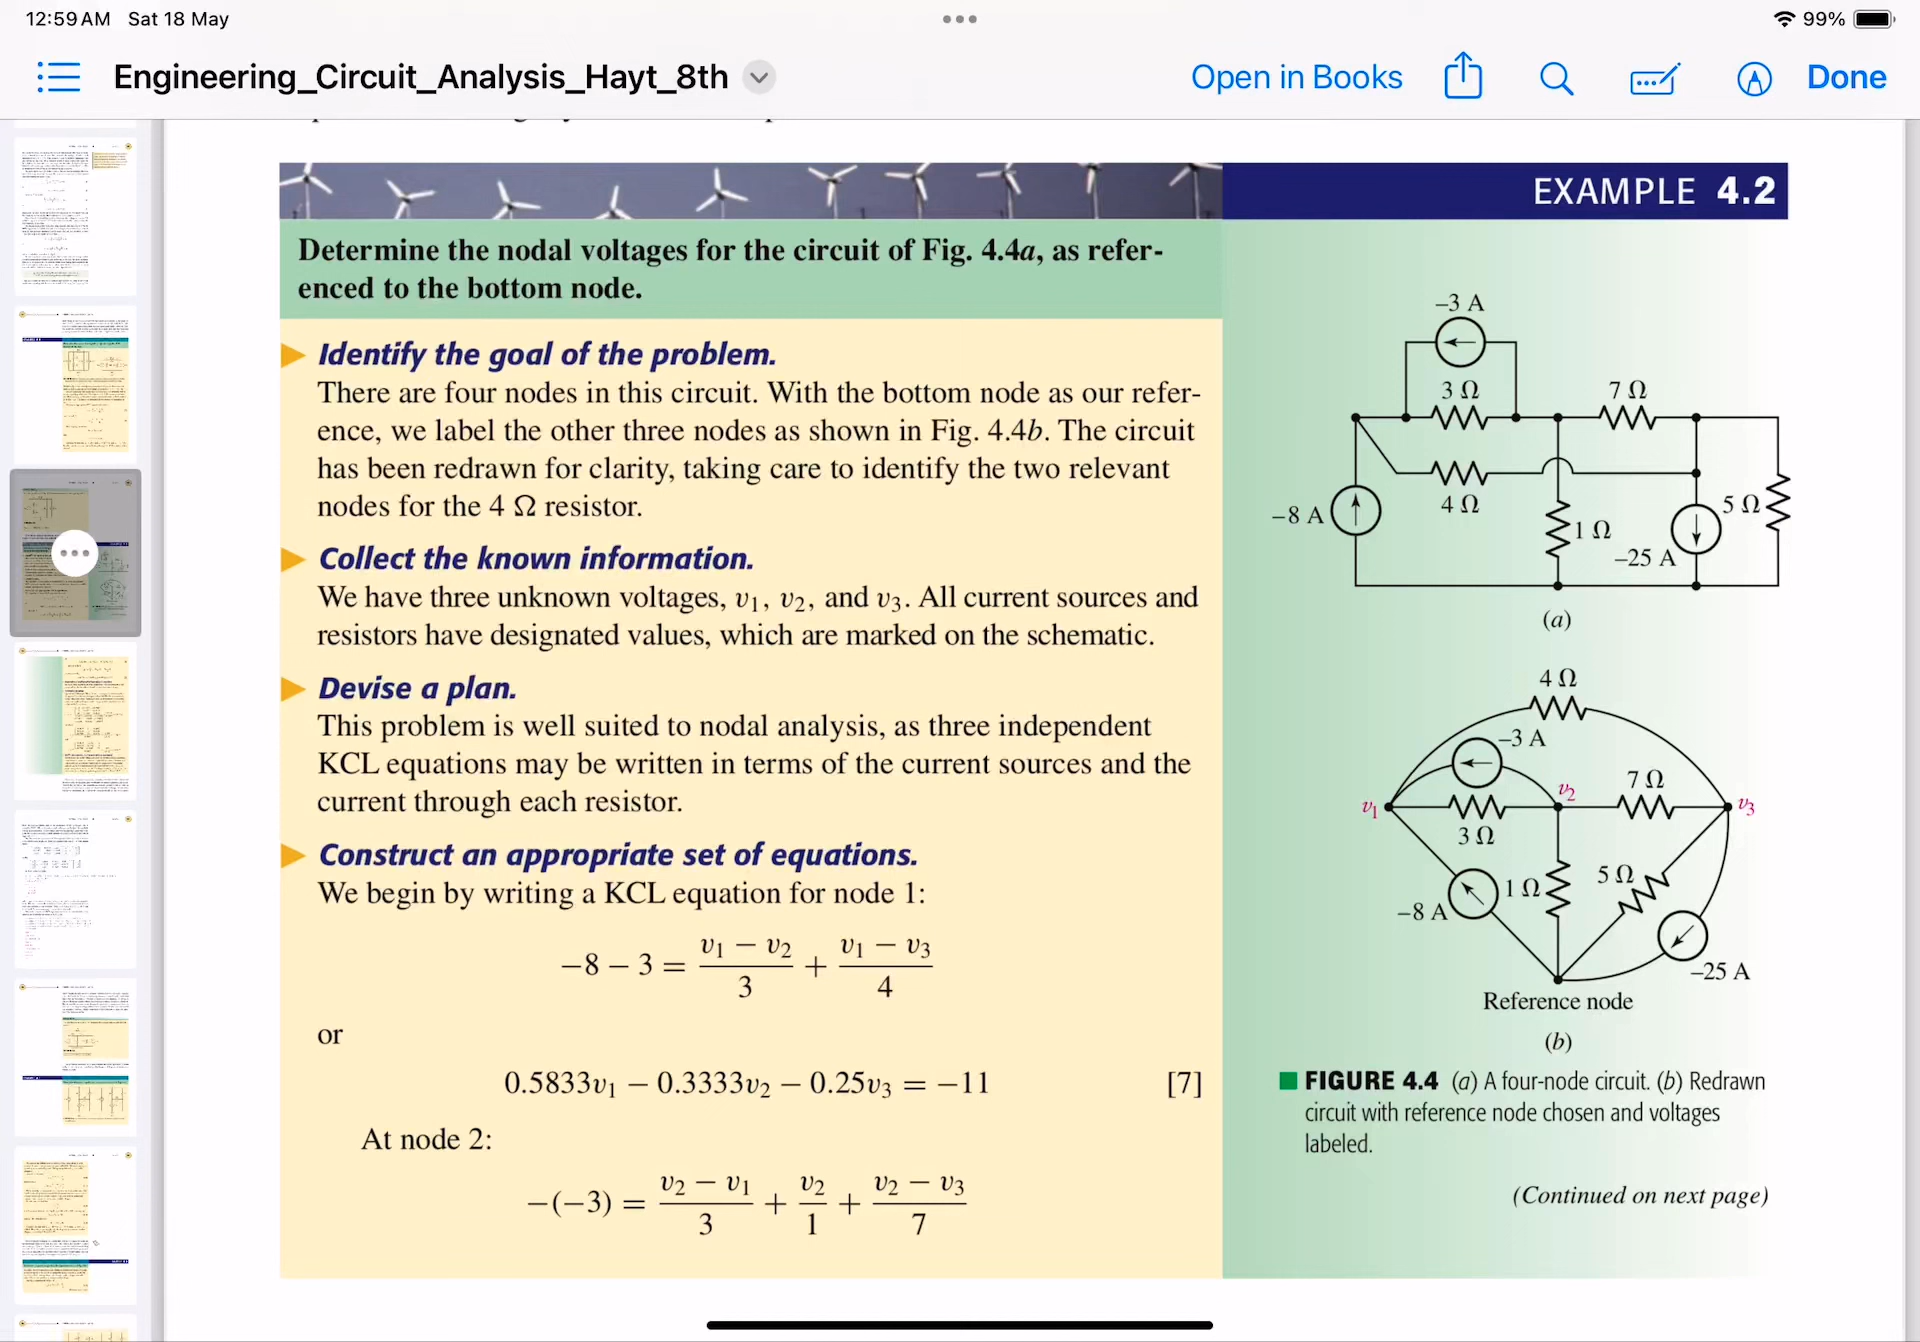 12:59 AM Sat 18 May
99%
Engineering_Circuit_Analysis_Hayt_8th
Open in Books
Done
EXAMPLE 4.2
Determine the nodal voltages for the circuit of Fig. 4.4a, as refer-
enced to the bottom node.
Identify the goal of the problem.
There are four nodes in this circuit. With the bottom node as our refer-
ence, we label the other three nodes as shown in Fig. 4.4b. The circuit
has been redrawn for clarity, taking care to identify the two relevant
nodes for the 4 Ω resistor.
Collect the known information.
We have three unknown voltages, v₁, v₂, and v₃. All current sources and
resistors have designated values, which are marked on the schematic.
Devise a plan.
This problem is well suited to nodal analysis, as three independent
KCL equations may be written in terms of the current sources and the
current through each resistor.
Construct an appropriate set of equations.
We begin by writing a KCL equation for node 1:
−8 − 3 = (v₁ − v₂)/3 + (v₁ − v₃)/4
or
0.5833v₁ − 0.3333v₂ − 0.25v₃ = −11 [7]
At node 2:
−(−3) = (v₂ − v₁)/3 + v₂/1 + (v₂ − v₃)/7
–3 A
3 Ω
7 Ω
4 Ω
–8 A
1 Ω
5 Ω
–25 A
(a)
4 Ω
–3 A
7 Ω
v₁
v₂
v₃
3 Ω
1 Ω
5 Ω
–8 A
–25 A
Reference node
(b)
FIGURE 4.4 (a) A four-node circuit. (b) Redrawn
circuit with reference node chosen and voltages
labeled.
(Continued on next page)